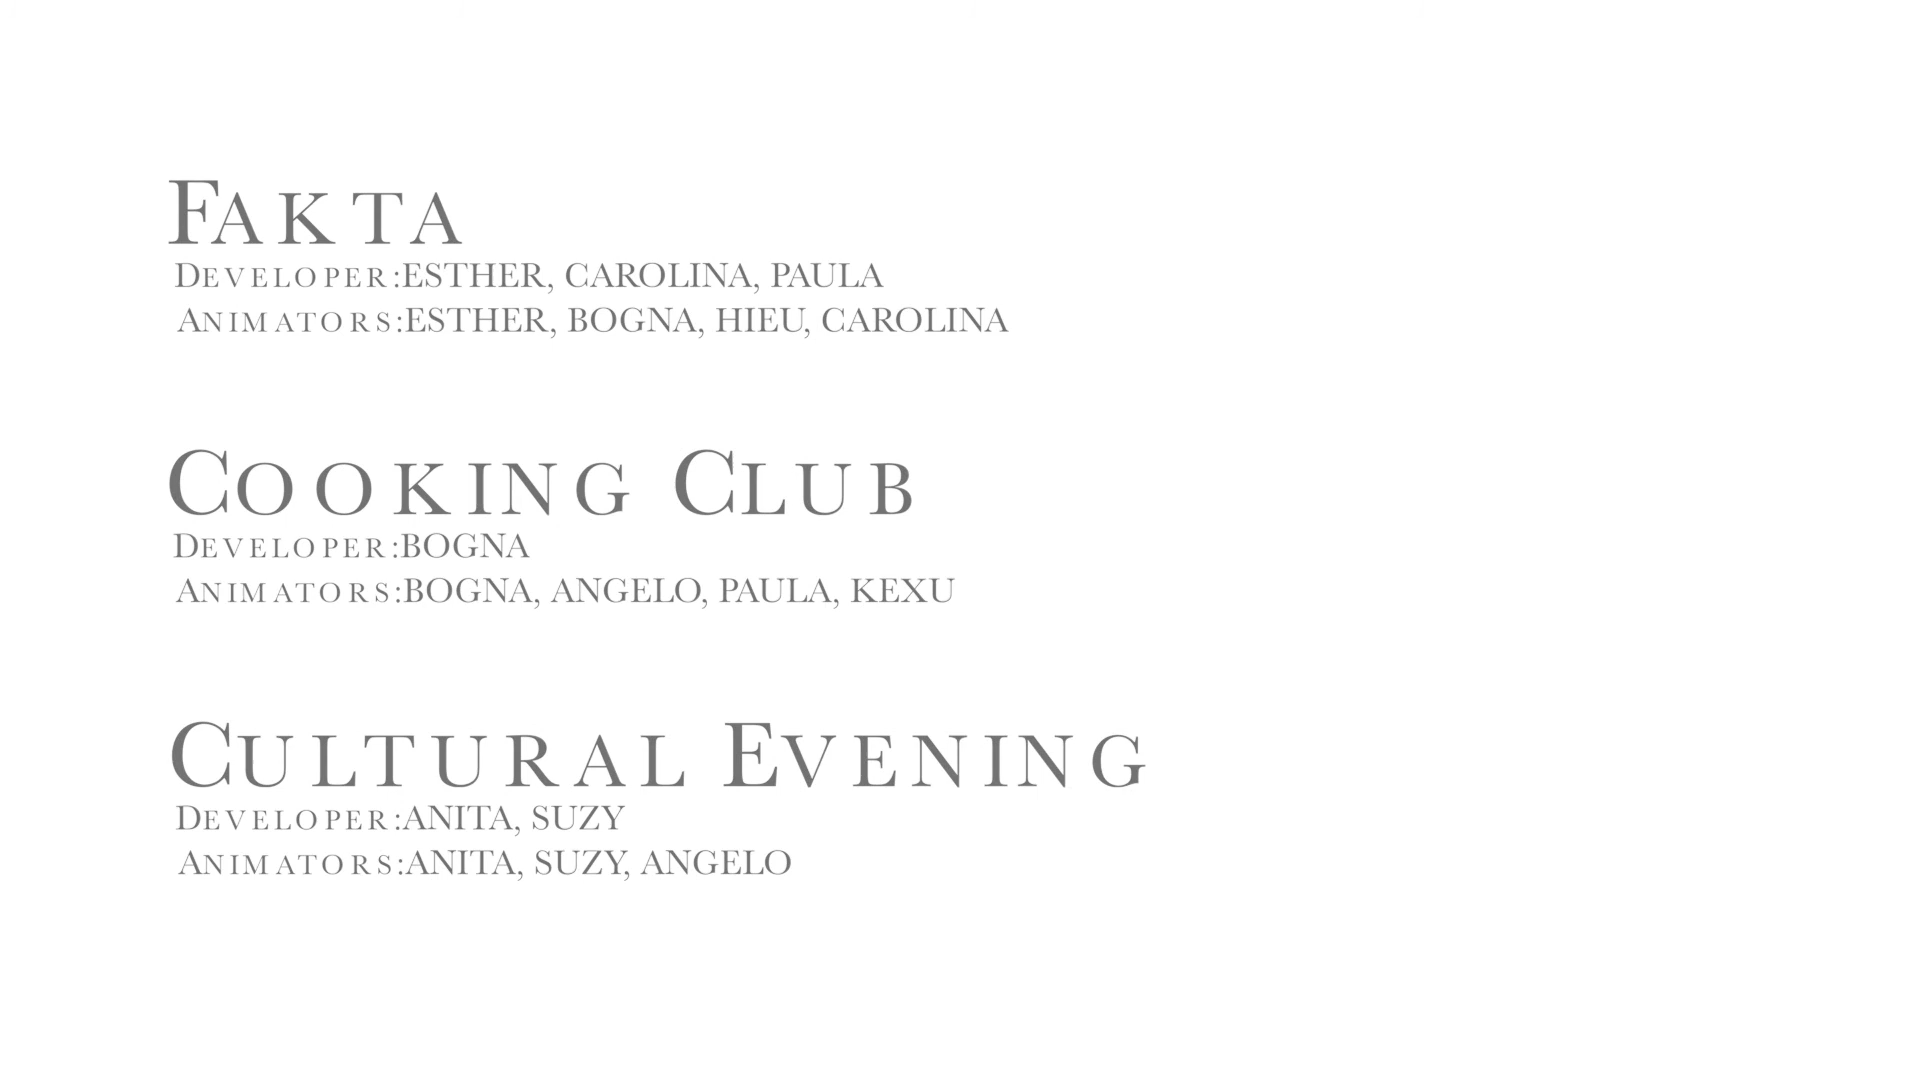 Fakta
Developer:ESTHER, CAROLINA, PAULA
Animators:ESTHER, BOGNA, HIEU, CAROLINA
Cooking Club
Developer:BOGNA
Animators:BOGNA, ANGELO, PAULA, KEXU
Cultural Evening
Developer:ANITA, SUZY
Animators:ANITA, SUZY, ANGELO